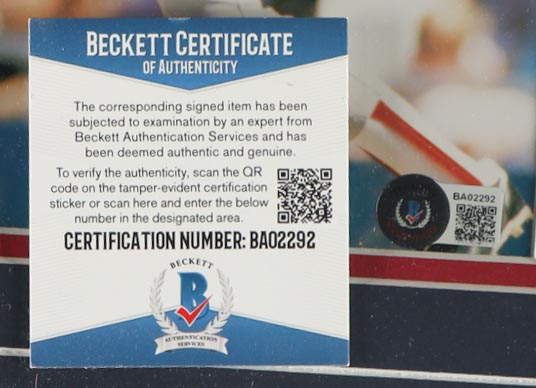 BECKETT CERTIFICATE
OF AUTHENTICITY
The corresponding signed item has been
subjected to examination by an expert from
Beckett Authentication Services and has
been deemed authentic and genuine.
To verify the authenticity, scan the QR
code on the tamper-evident certification
sticker or scan here and enter the below
number in the designated area.
CERTIFICATION NUMBER: BA02292
BECKETT
B
AUTHENTICATION
SERVICES
BA02292
B